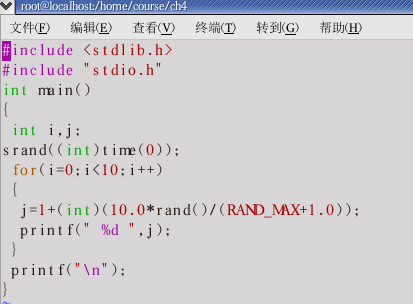 root@localhost:/home/course/ch4
文件(F) 编辑(E) 查看(V) 终端(T) 转到(G) 帮助(H)
#include <stdlib.h>
#include "stdio.h"
int main()
{
 int i,j;
srand((int)time(0));
 for(i=0;i<10;i++)
 {
  j=1+(int)(10.0*rand()/(RAND_MAX+1.0));
  printf(" %d ",j);
 }
 printf("\n");
}
~